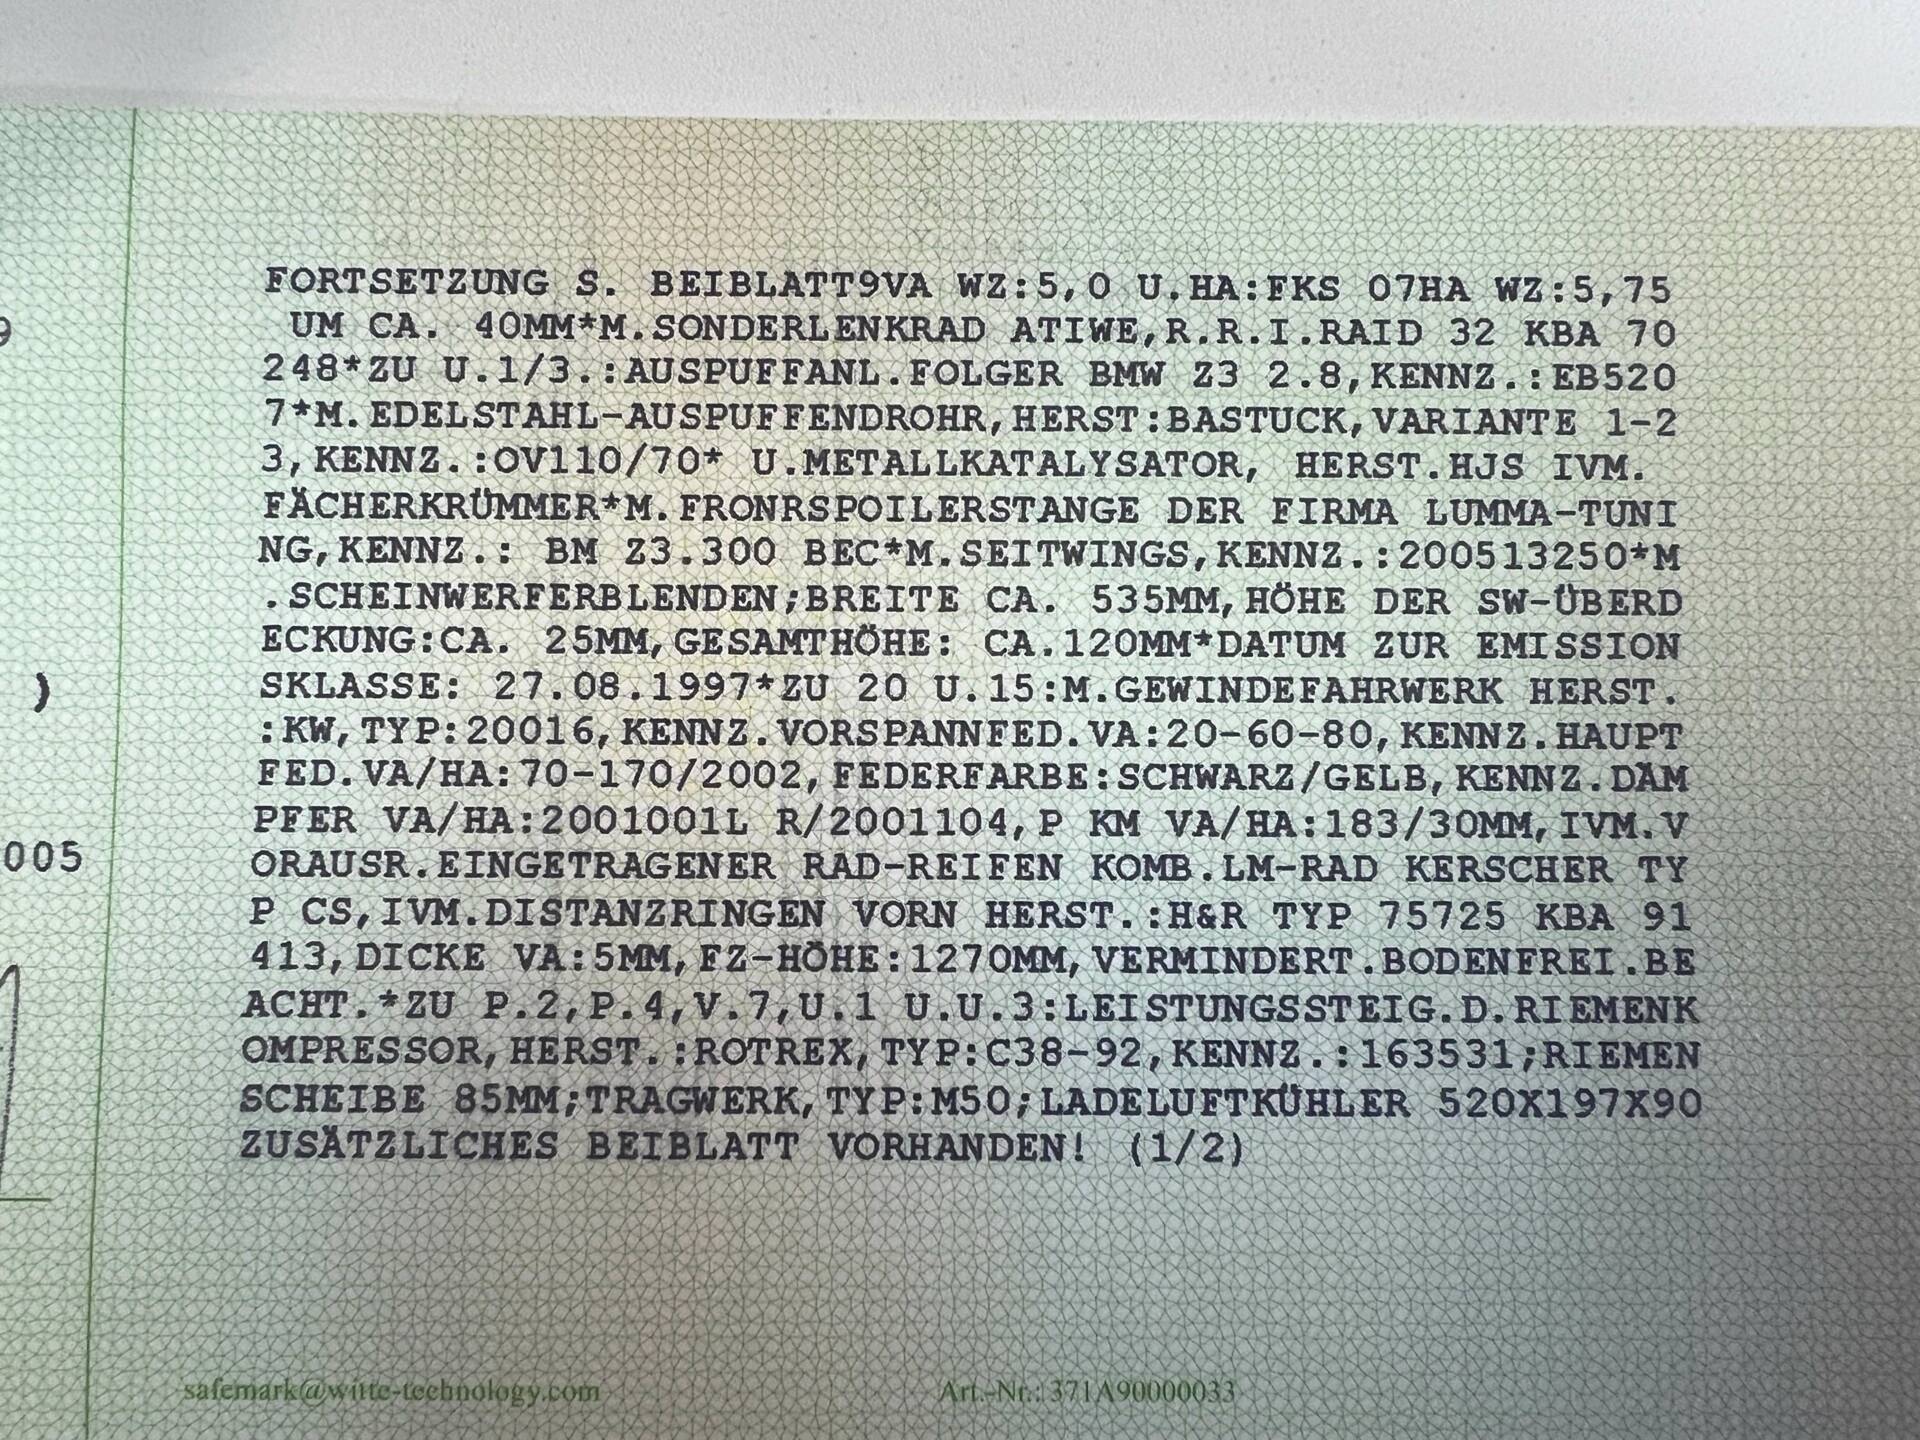 FORTSETZUNG S. BEIBLATT9VA WZ:5,0 U.HA:FKS 07HA WZ:5,75
UM CA. 40MM*M.SONDERLENKRAD ATIWE,R.R.I.RAID 32 KBA 70
248*ZU U.1/3.:AUSPUFFANL.FOLGER BMW Z3 2.8,KENNZ.:EB520
7*M.EDELSTAHL-AUSPUFFENDROHR,HERST:BASTUCK,VARIANTE 1-2
3,KENNZ.:OV110/70* U.METALLKATALYSATOR, HERST.HJS IVM.
FÄCHERKRÜMMER*M.FRONRSPOILERSTANGE DER FIRMA LUMMA-TUNI
NG,KENNZ.: BM Z3.300 BEC*M.SEITWINGS,KENNZ.:200513250*M
.SCHEINWERFERBLENDEN;BREITE CA. 535MM,HÖHE DER SW-ÜBERD
ECKUNG:CA. 25MM,GESAMTHÖHE: CA.120MM*DATUM ZUR EMISSION
SKLASSE: 27.08.1997*ZU 20 U.15:M.GEWINDEFAHRWERK HERST.
:KW,TYP:20016,KENNZ.VORSPANNFED.VA:20-60-80,KENNZ.HAUPT
FED.VA/HA:70-170/2002,FEDERFARBE:SCHWARZ/GELB,KENNZ.DÄM
PFER VA/HA:2001001L R/2001104,P KM VA/HA:183/30MM,IVM.V
ORAUSR.EINGETRAGENER RAD-REIFEN KOMB.LM-RAD KERSCHER TY
P CS,IVM.DISTANZRINGEN VORN HERST.:H&R TYP 75725 KBA 91
413,DICKE VA:5MM,FZ-HÖHE:1270MM,VERMINDERT.BODENFREI.BE
ACHT.*ZU P.2,P.4,V.7,U.1 U.U.3:LEISTUNGSSTEIG.D.RIEMENK
OMPRESSOR,HERST.:ROTREX,TYP:C38-92,KENNZ.:163531;RIEMEN
SCHEIBE 85MM;TRAGWERK,TYP:M50;LADELUFTKÜHLER 520X197X90
ZUSÄTZLICHES BEIBLATT VORHANDEN! (1/2)
9
)
005
safemark@witte-technology.com
Art.-Nr.: 371A90000033